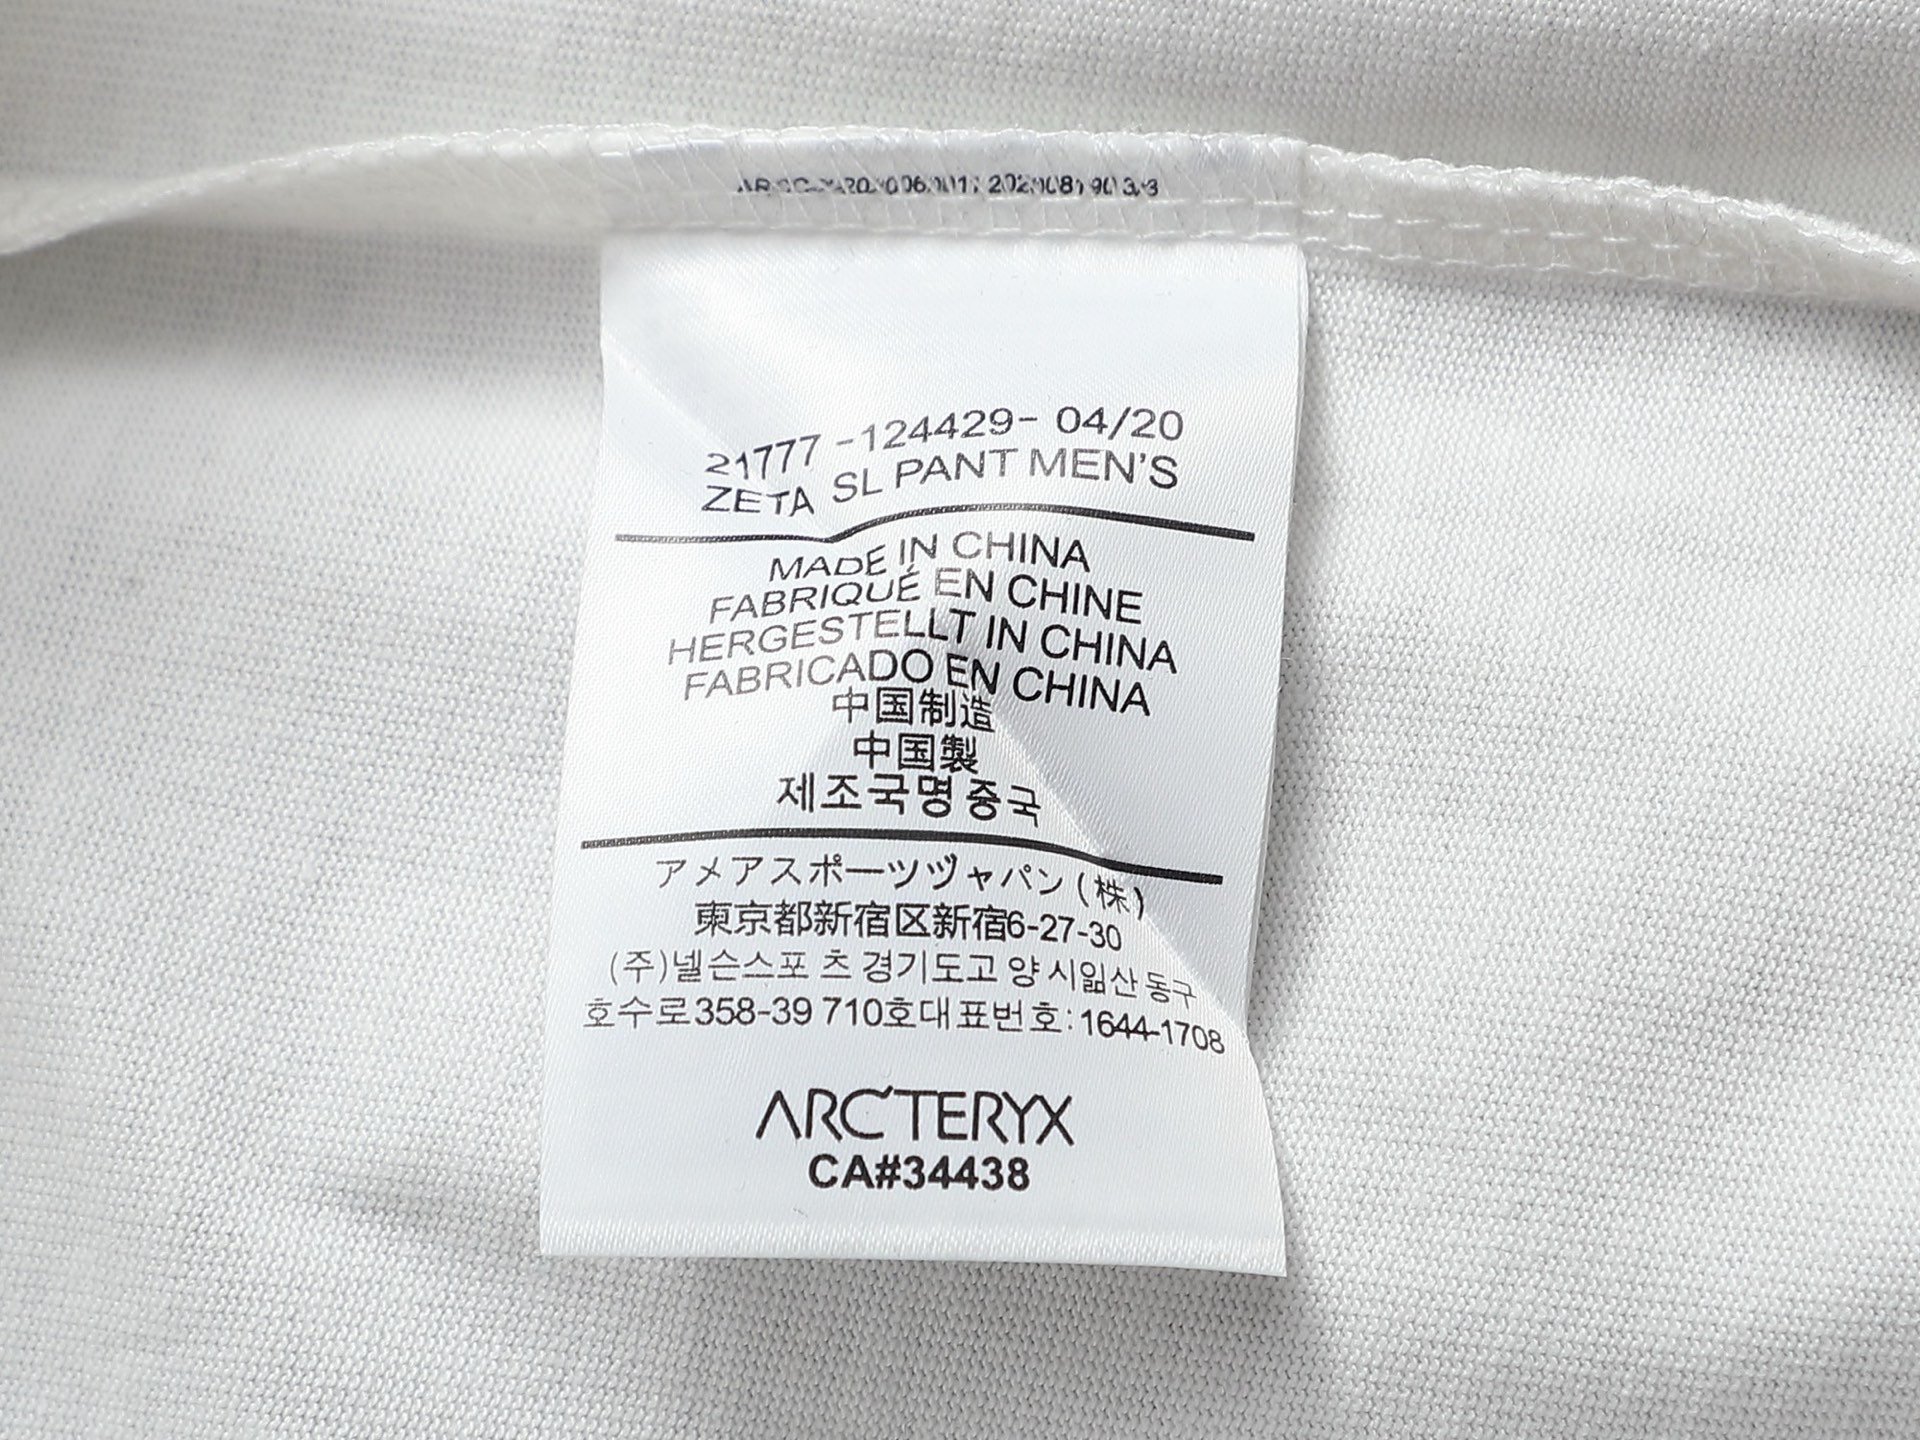 21777 -124429- 04/20
ZETA SL PANT MEN'S
MADE IN CHINA
FABRIQUÉ EN CHINE
HERGESTELLT IN CHINA
FABRICADO EN CHINA
中国制造
中国製
제조국명 중국
アメアスポーツヅャパン(株)
東京都新宿区新宿6-27-30
(주)넬슨스포 츠 경기도고 양 시일산 동구
호수로358-39 710호대표번호:1644-1708
ARC'TERYX
CA#34438